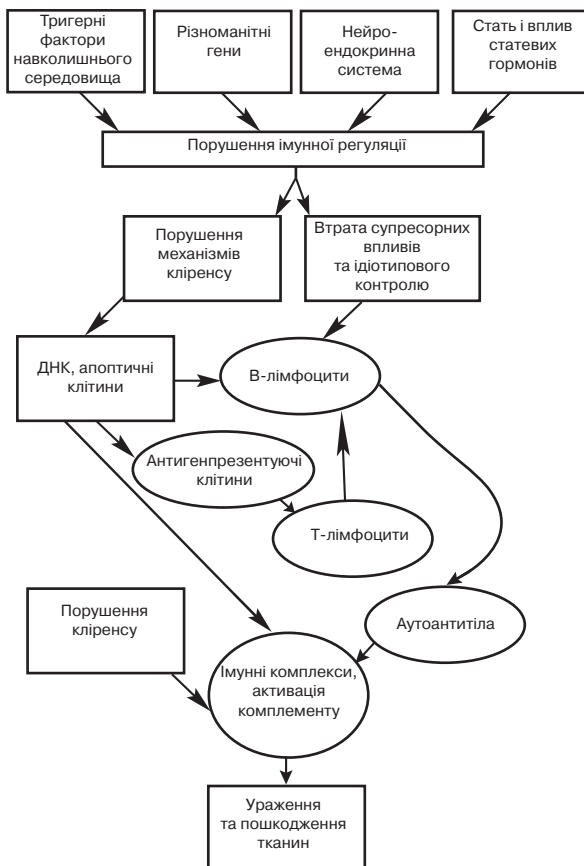 Тригерні
фактори
навколишнього
середовища
Різноманітні
гени
Нейро-
ендокринна
система
Стать і вплив
статевих
гормонів
Порушення імунної регуляції
Порушення
механізмів
кліренсу
Втрата супресорних
впливів
та ідіотипового
контролю
ДНК, апоптичні
клітини
В-лімфоцити
Антигенпрезентуючі
клітини
Т-лімфоцити
Порушення
кліренсу
Аутоантитіла
Імунні комплекси,
активація
комплементу
Ураження
та пошкодження
тканин